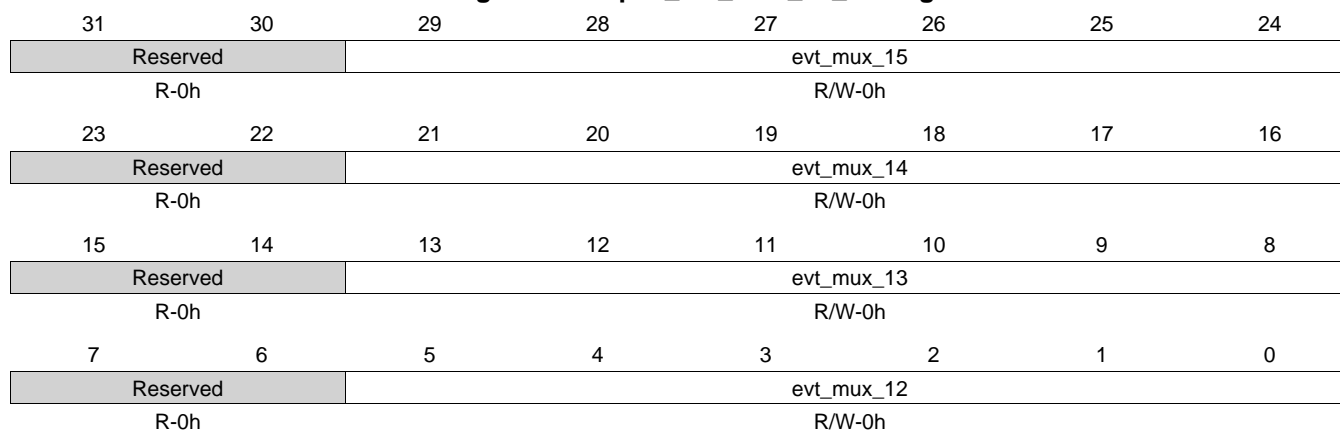 31 30 29 28 27 26 25 24
Reserved evt_mux_15
R-0h R/W-0h
23 22 21 20 19 18 17 16
Reserved evt_mux_14
R-0h R/W-0h
15 14 13 12 11 10 9 8
Reserved evt_mux_13
R-0h R/W-0h
7 6 5 4 3 2 1 0
Reserved evt_mux_12
R-0h R/W-0h